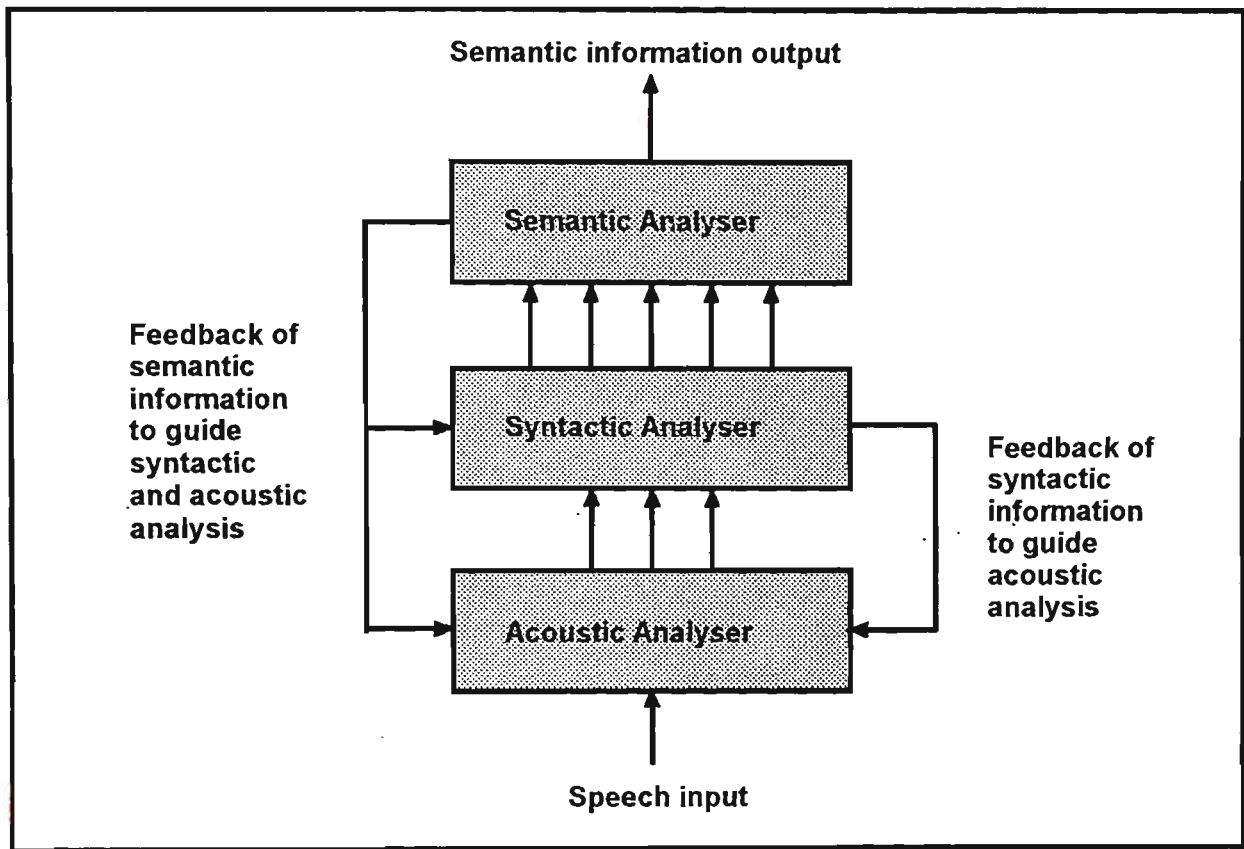 Semantic information output
Semantic Analyser
Feedback of
semantic
information
to guide
syntactic
and acoustic
analysis
Syntactic Analyser
Feedback of
syntactic
information
to guide
acoustic
analysis
Acoustic Analyser
Speech input